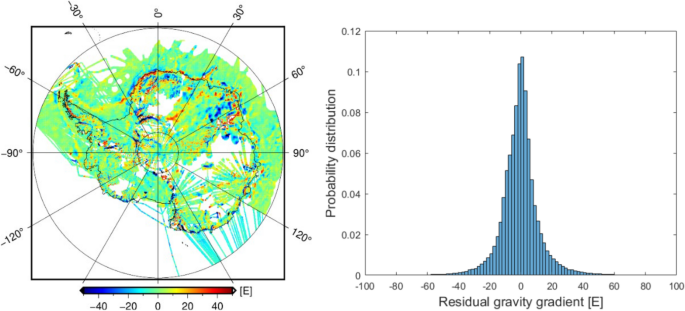 −30° 0° 30°
−60° 60°
−90° 90°
−120° 120°
−40 −20 0 20 40 [E]
0.12
0.1
0.08
0.06
0.04
0.02
0
Probability distribution
-100 -80 -60 -40 -20 0 20 40 60 80 100
Residual gravity gradient [E]